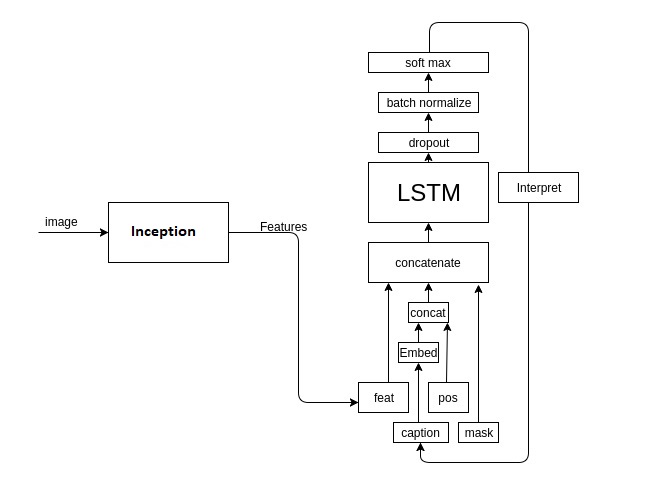 soft max
batch normalize
dropout
LSTM
Interpret
image
Inception
Features
concatenate
concat
Embed
feat
pos
caption
mask